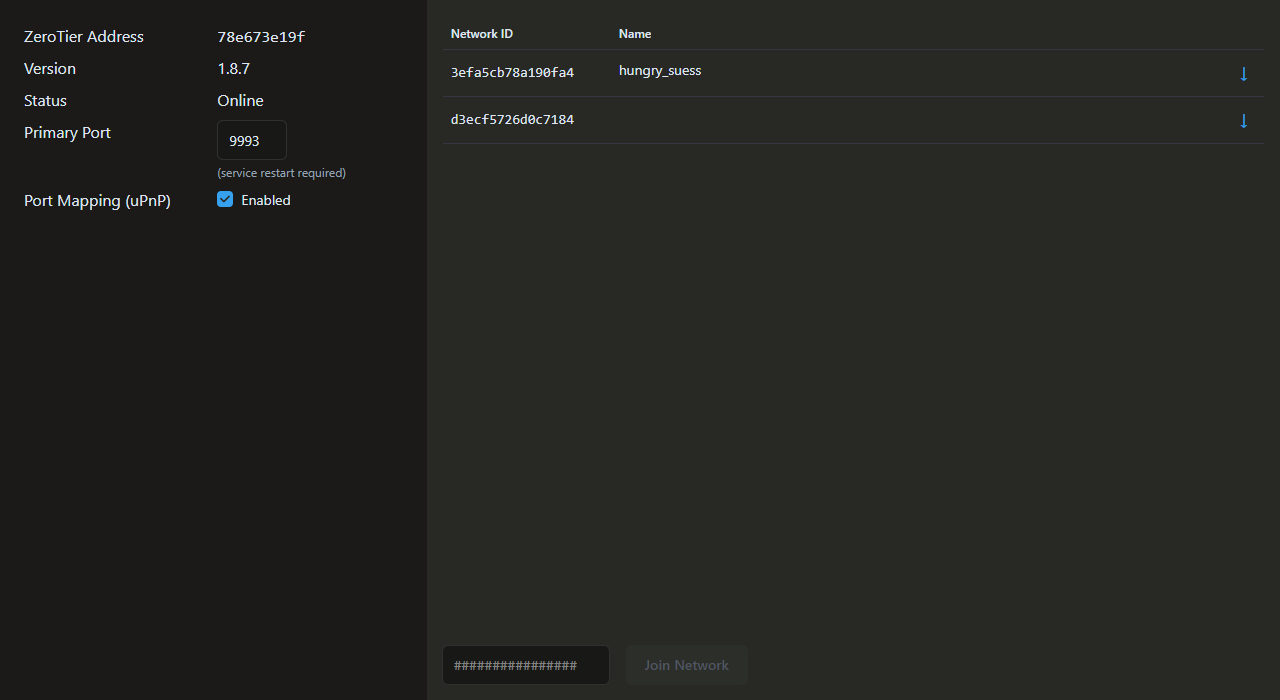 ZeroTier Address 78e673e19f
Version 1.8.7
Status Online
Primary Port 9993
(service restart required)
Port Mapping (uPnP) Enabled
Network ID Name
3efa5cb78a190fa4 hungry_suess ↓
d3ecf5726d0c7184 ↓
################ Join Network